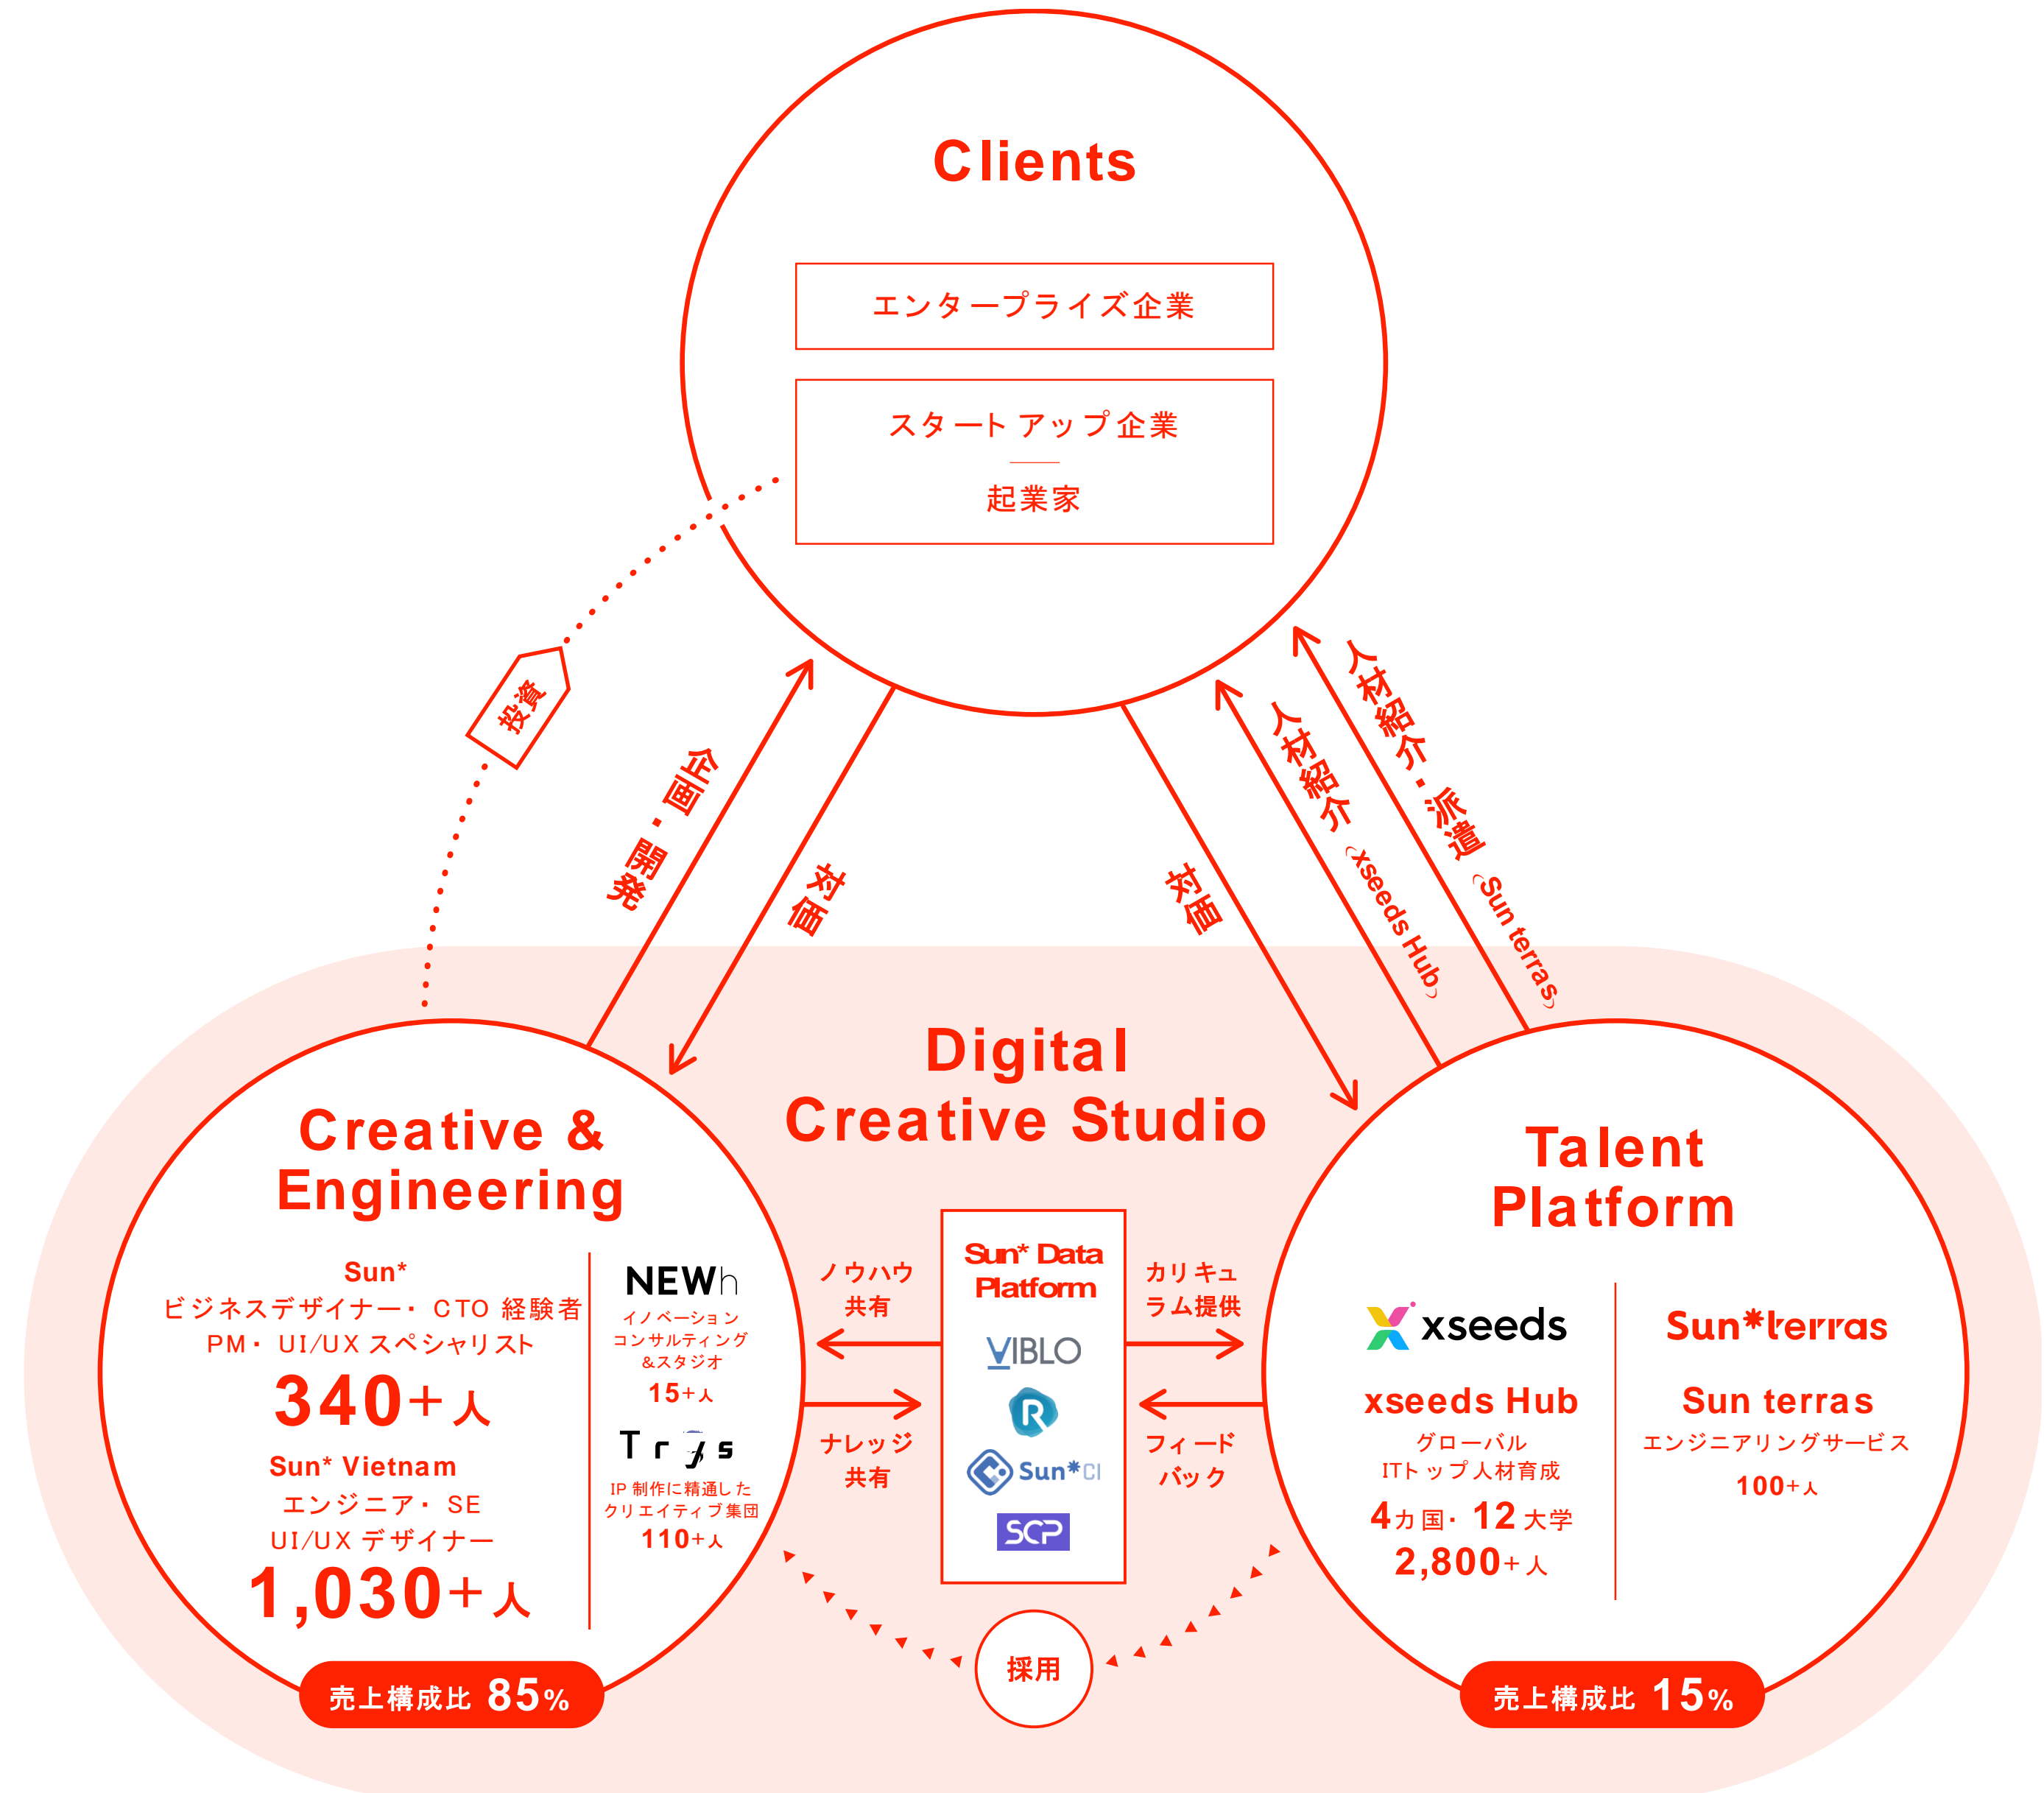 Clients
エンタープライズ企業
スタートアップ企業
起業家
投資
企画・開発
対価
対価
人材紹介（xseeds Hub）
人材紹介・派遣（Sun terras）
Digital
Creative Studio
Creative &
Engineering
Sun*
ビジネスデザイナー・CTO経験者
PM・UI/UXスペシャリスト
340+人
Sun* Vietnam
エンジニア・SE
UI/UXデザイナー
1,030+人
NEWh
イノベーション
コンサルティング
&スタジオ
15+人
Trys
IP制作に精通した
クリエイティブ集団
110+人
売上構成比 85%
ノウハウ
共有
ナレッジ
共有
Sun* Data
Platform
VIBLO
R
Sun*CI
SCP
カリキュ
ラム提供
フィード
バック
採用
Talent
Platform
xseeds
xseeds Hub
グローバル
ITトップ人材育成
4カ国・12大学
2,800+人
Sun*terras
Sun terras
エンジニアリングサービス
100+人
売上構成比 15%